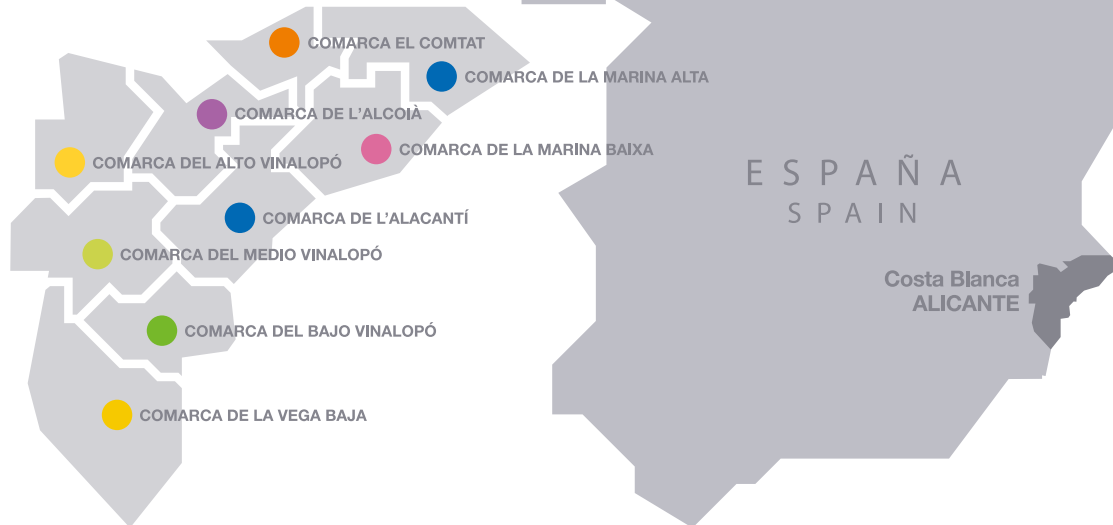 COMARCA EL COMTAT
COMARCA DE LA MARINA ALTA
COMARCA DE L'ALCOIÀ
COMARCA DE LA MARINA BAIXA
COMARCA DEL ALTO VINALOPÓ
COMARCA DE L'ALACANTÍ
COMARCA DEL MEDIO VINALOPÓ
COMARCA DEL BAJO VINALOPÓ
COMARCA DE LA VEGA BAJA
ESPAÑA
SPAIN
Costa Blanca
ALICANTE